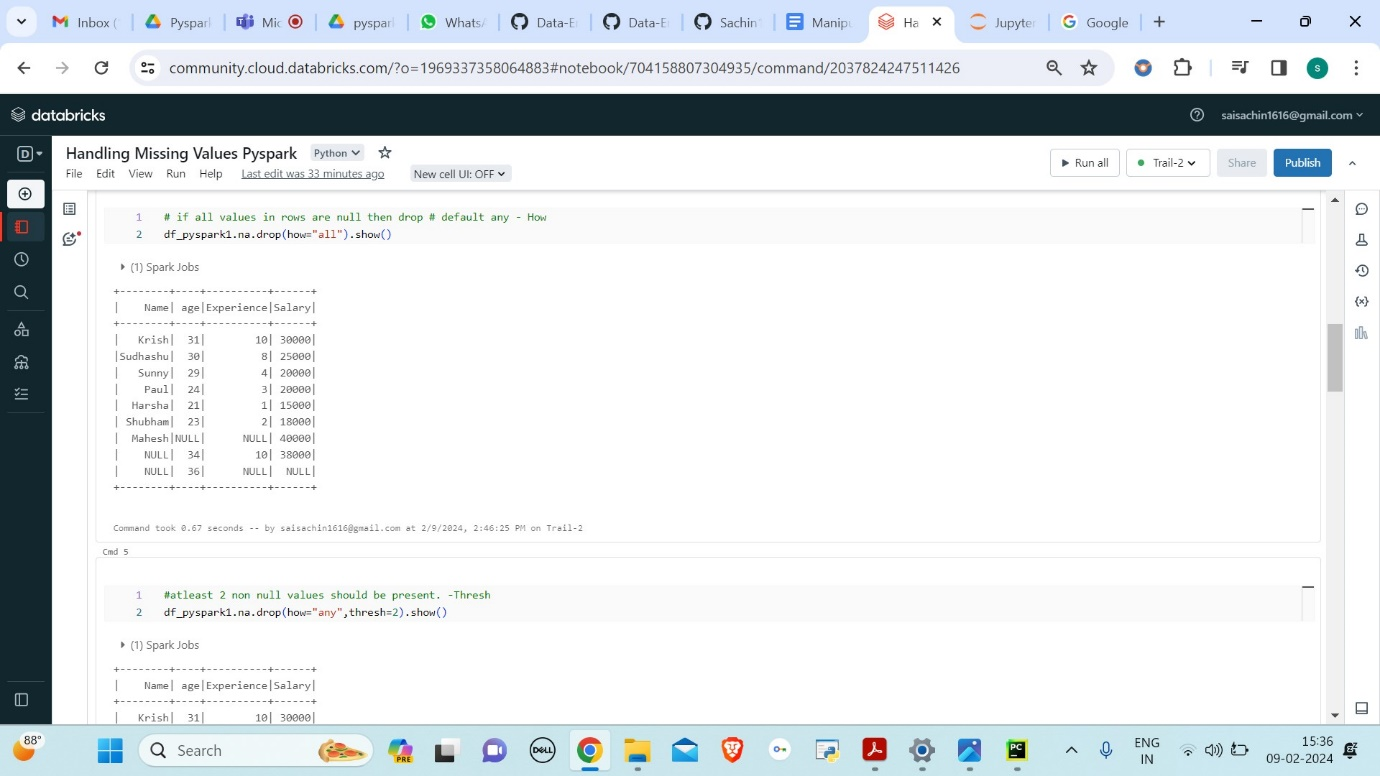 Inbox (
Pyspar
Mic
pyspar
WhatsA
Data-E
Data-E
Sachin
Manipu
Ha
Jupyter
Google
community.cloud.databricks.com/?o=1969337358064883#notebook/704158807304935/command/2037824247511426
s
databricks
saisachin1616@gmail.com
D
Handling Missing Values Pyspark
Python
File Edit View Run Help Last edit was 33 minutes ago New cell UI: OFF
Run all
Trail-2
Share
Publish
1 # if all values in rows are null then drop # default any - How
2 df_pyspark1.na.drop(how="all").show()
(1) Spark Jobs
+--------+----+----------+------+
|    Name| age|Experience|Salary|
+--------+----+----------+------+
|   Krish|  31|        10| 30000|
|Sudhashu|  30|         8| 25000|
|   Sunny|  29|         4| 20000|
|    Paul|  24|         3| 20000|
|  Harsha|  21|         1| 15000|
| Shubham|  23|         2| 18000|
|  Mahesh|NULL|      NULL| 40000|
|    NULL|  34|        10| 38000|
|    NULL|  36|      NULL|  NULL|
+--------+----+----------+------+
Command took 0.67 seconds -- by saisachin1616@gmail.com at 2/9/2024, 2:46:25 PM on Trail-2
Cmd 5
1 #atleast 2 non null values should be present. -Thresh
2 df_pyspark1.na.drop(how="any",thresh=2).show()
(1) Spark Jobs
+--------+----+----------+------+
|    Name| age|Experience|Salary|
+--------+----+----------+------+
|   Krish|  31|        10| 30000|
88°
Search
PRE
DELL
PC
ENG
IN
15:36
09-02-2024